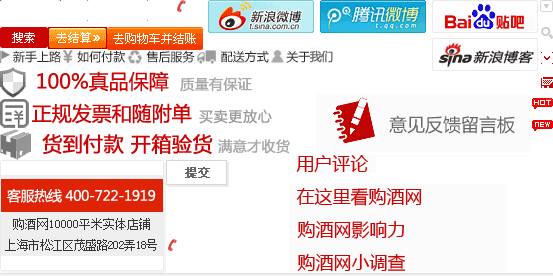 新浪微博
t.sina.com.cn
腾讯微博
t.qq.com
Bai du 贴吧
sina 新浪博客
搜索 去结算 » 去购物车并结账
新手上路 ¥ 如何付款 售后服务 配送方式 关于我们
100%真品保障 质量有保证
正规发票和随附单 买卖更放心
货到付款 开箱验货 满意才收货
HOT
NEW
意见反馈留言板
提交
客服热线 400-722-1919
购酒网10000平米实体店铺
上海市松江区茂盛路202弄18号
用户评论
在这里看购酒网
购酒网影响力
购酒网小调查